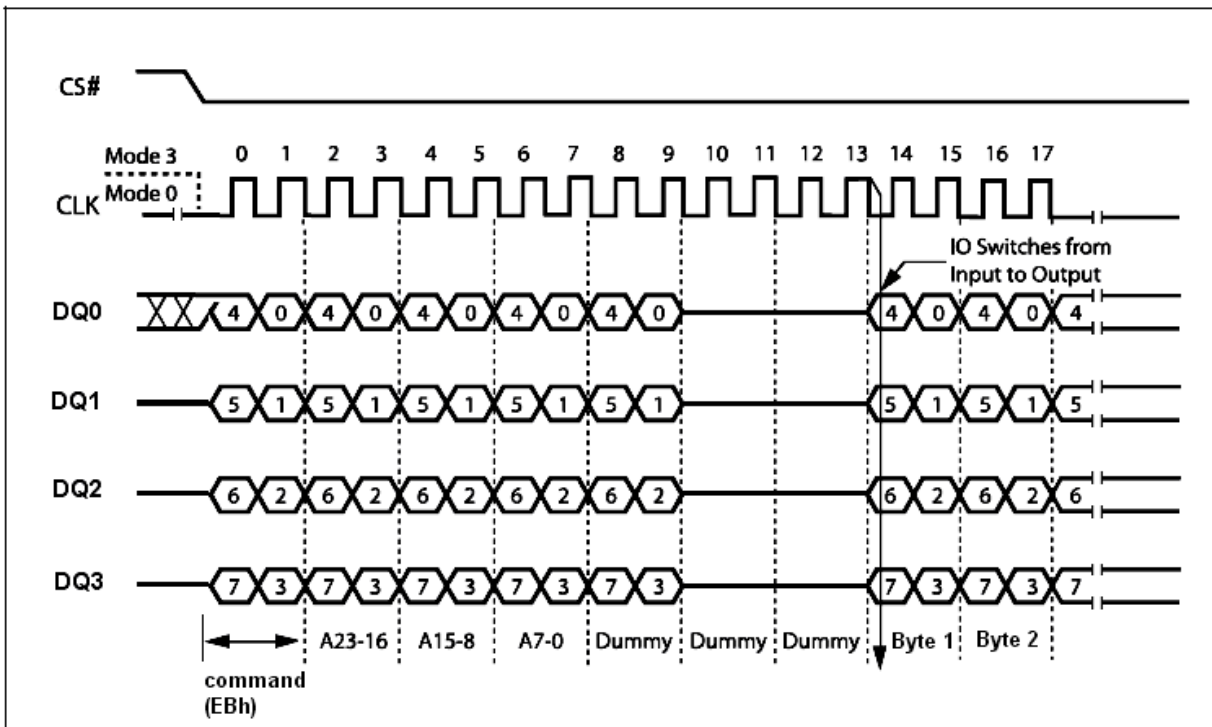 CS#
Mode 3
0 1 2 3 4 5 6 7 8 9 10 11 12 13 14 15 16 17
CLK
Mode 0
IO Switches from
Input to Output
DQ0
4 0 4 0 4 0 4 0 4 0 4 0 4 0 4
DQ1
5 1 5 1 5 1 5 1 5 1 5 1 5 1 5
DQ2
6 2 6 2 6 2 6 2 6 2 6 2 6 2 6
DQ3
7 3 7 3 7 3 7 3 7 3 7 3 7 3 7
A23-16 A15-8 A7-0 Dummy Dummy Dummy Byte 1 Byte 2
command
(EBh)